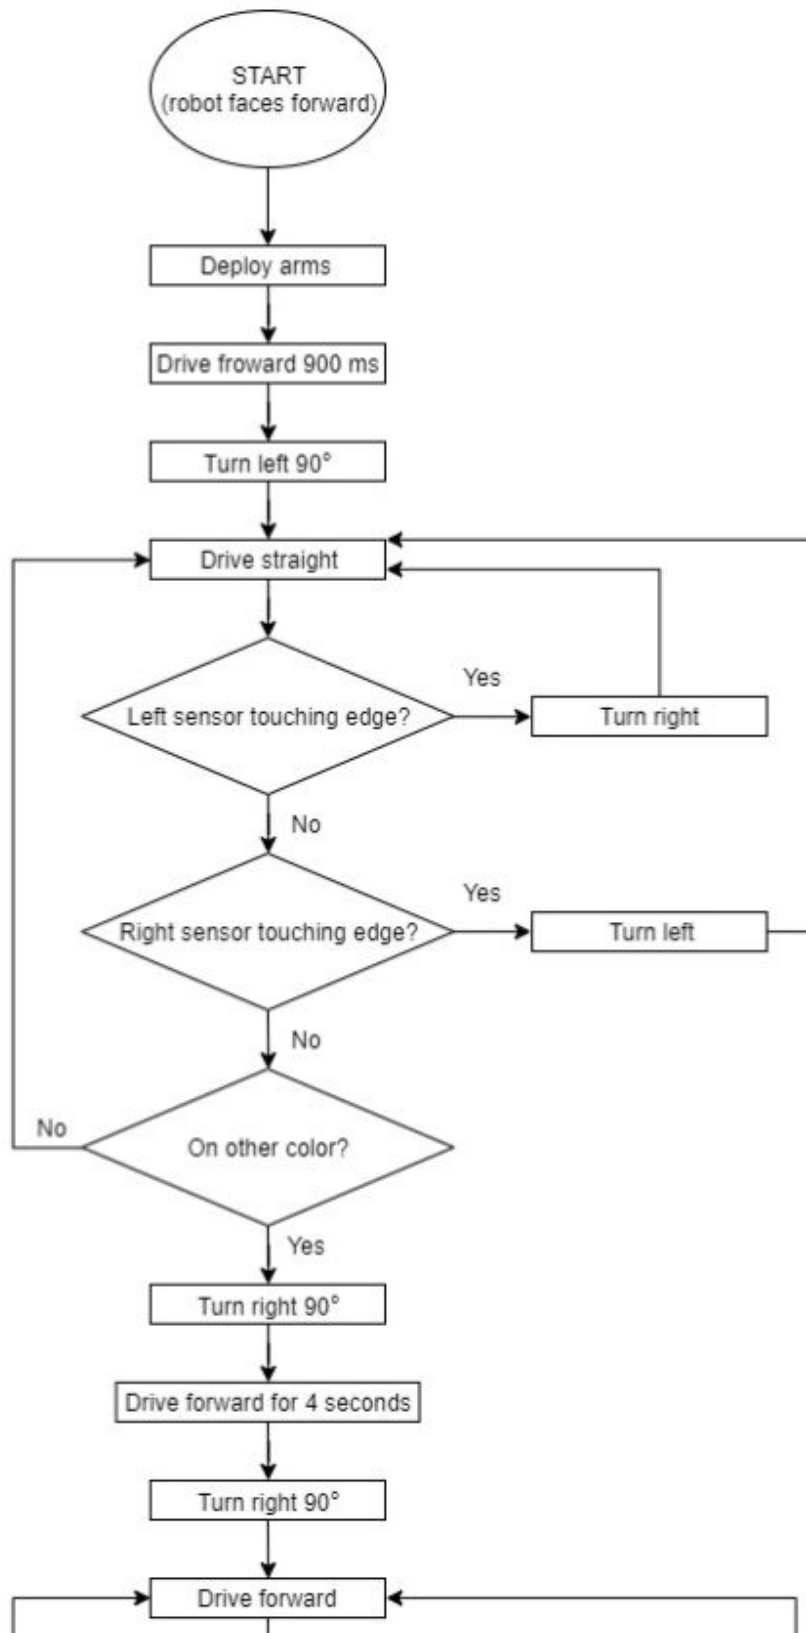 START
(robot faces forward)
Deploy arms
Drive froward 900 ms
Turn left 90°
Drive straight
Yes
Left sensor touching edge?
Turn right
No
Yes
Right sensor touching edge?
Turn left
No
No
On other color?
Yes
Turn right 90°
Drive forward for 4 seconds
Turn right 90°
Drive forward